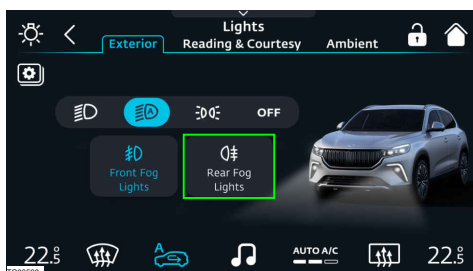 Lights
Exterior Reading & Courtesy Ambient
OFF
Front Fog
Lights
Rear Fog
Lights
22.5° A AUTO A/C 22.5°